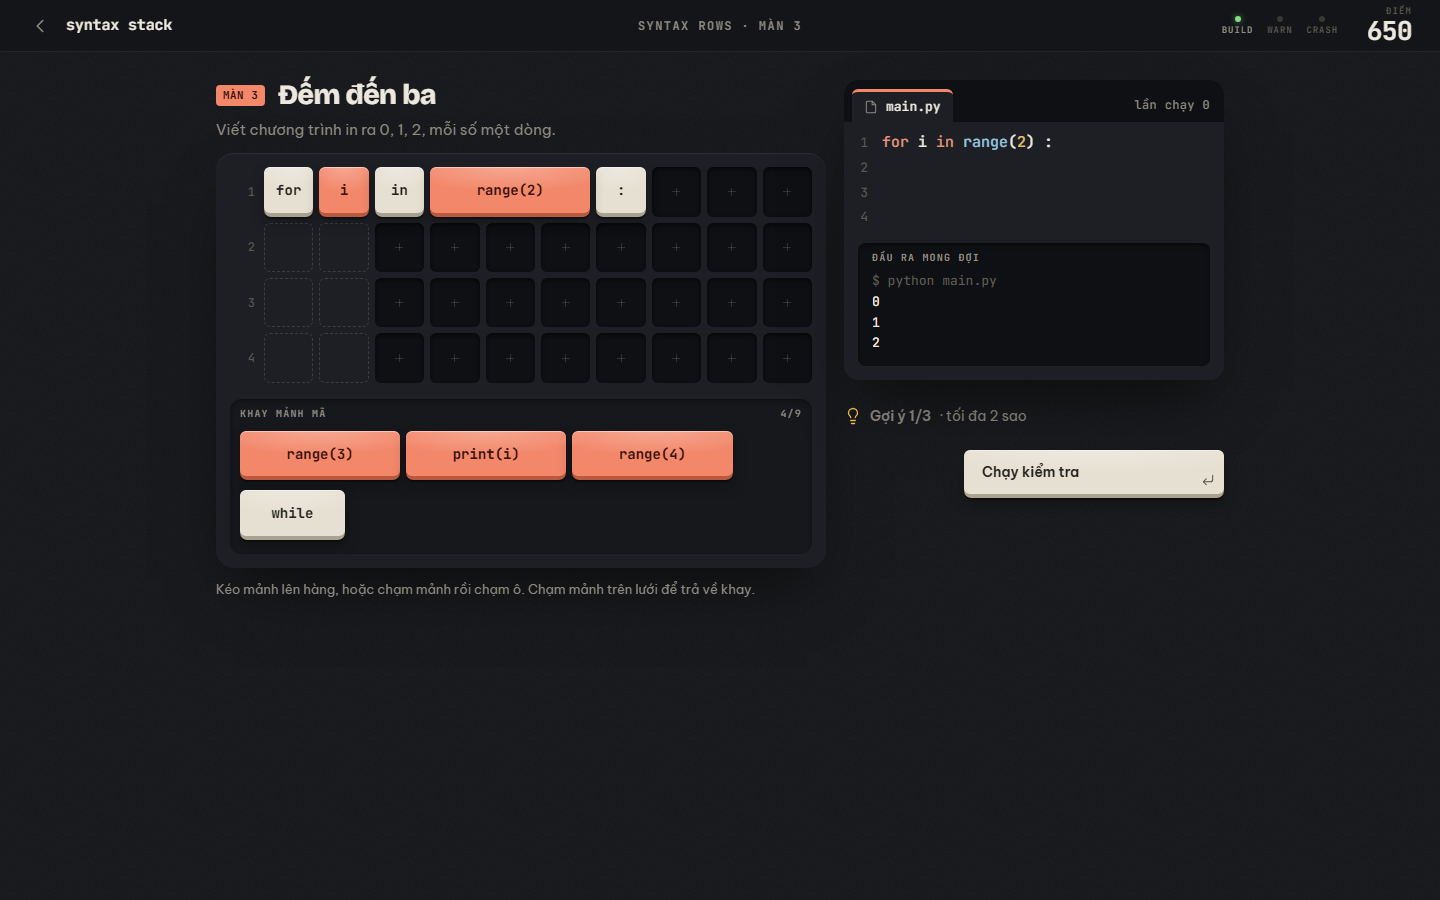 syntax stack
SYNTAX ROWS · MÀN 3
BUILD WARN CRASH
ĐIỂM
650
MÀN 3 Đếm đến ba
Viết chương trình in ra 0, 1, 2, mỗi số một dòng.
1 for i in range(2) : + + +
2 + + + + + + + +
3 + + + + + + + +
4 + + + + + + + +
KHAY MẢNH MÃ 4/9
range(3) print(i) range(4)
while
Kéo mảnh lên hàng, hoặc chạm mảnh rồi chạm ô. Chạm mảnh trên lưới để trả về khay.
main.py lần chạy 0
1 for i in range(2) :
2
3
4
ĐẦU RA MONG ĐỢI
$ python main.py
0
1
2
Gợi ý 1/3 · tối đa 2 sao
Chạy kiểm tra